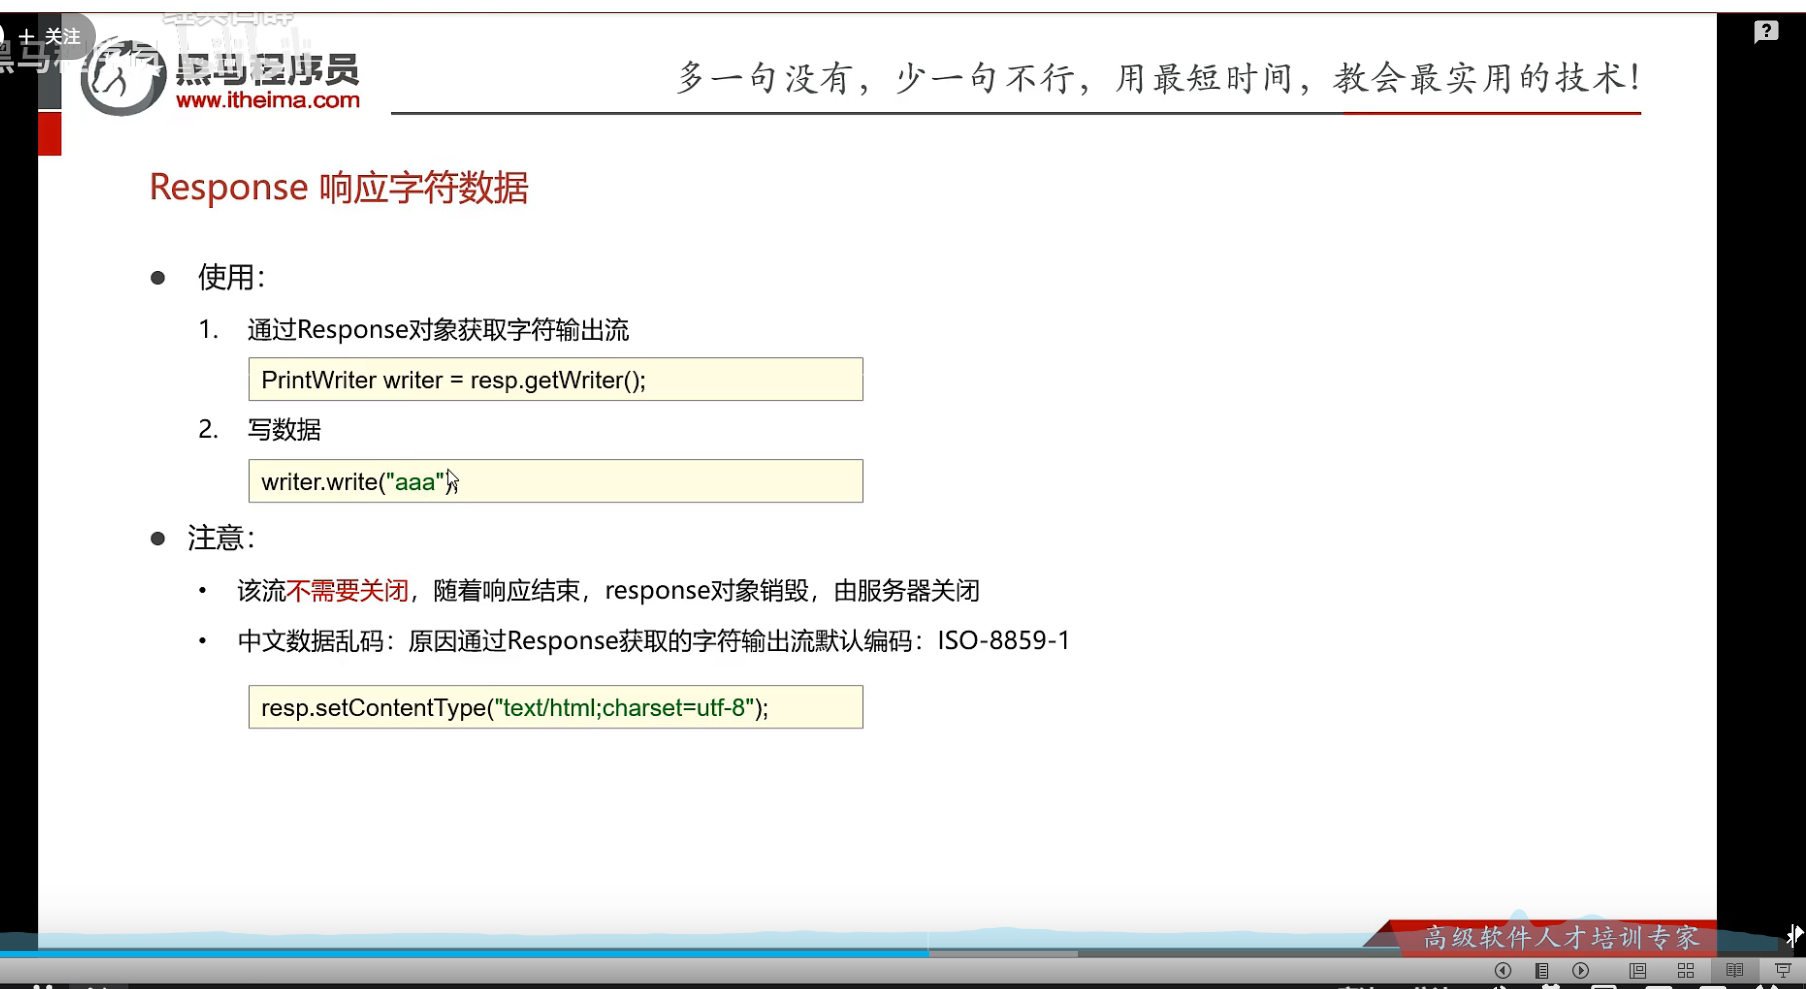 + 关注
黑马程序员
www.itheima.com
多一句没有，少一句不行，用最短时间，教会最实用的技术！
Response 响应字符数据
● 使用：
1. 通过Response对象获取字符输出流
PrintWriter writer = resp.getWriter();
2. 写数据
writer.write("aaa");
● 注意：
• 该流不需要关闭，随着响应结束，response对象销毁，由服务器关闭
• 中文数据乱码：原因通过Response获取的字符输出流默认编码：ISO-8859-1
resp.setContentType("text/html;charset=utf-8");
高级软件人才培训专家